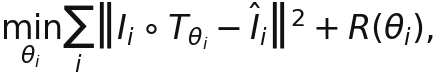 min_{θ_i} ∑_i ‖I_i ∘ T_{θ_i} − Î_i‖² + R(θ_i),